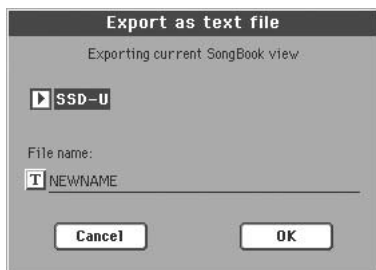 Export as text file
Exporting current SongBook view
SSD-U
File name:
T NEWNAME
Cancel OK